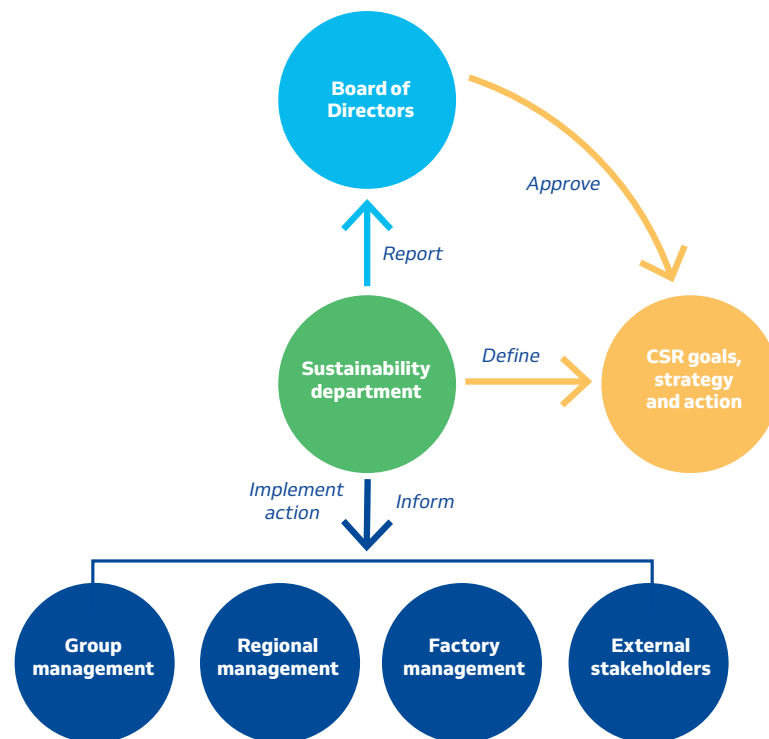 Board of
Directors
Approve
Report
Sustainability
department
Define
CSR goals,
strategy
and action
Implement
action
Inform
Group
management
Regional
management
Factory
management
External
stakeholders